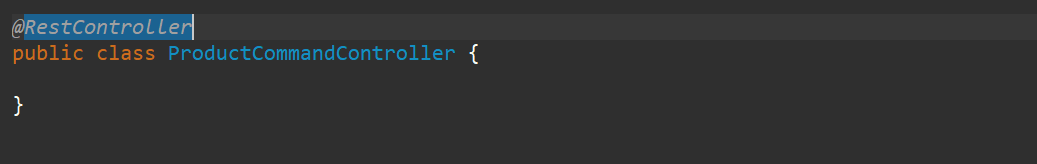 @RestController
public class ProductCommandController {
}